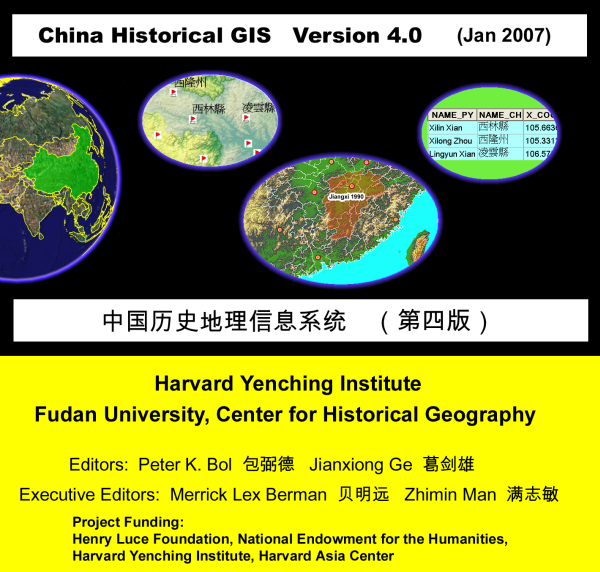 China Historical GIS Version 4.0 (Jan 2007)
西隆州
西林縣 凌雲縣
NAME_PY NAME_CH X_COO
Xilin Xian 西林縣 105.6636
Xilong Zhou 西隆州 105.3313
Lingyun Xian 凌雲縣 106.57
Jiangxi 1990
中国历史地理信息系统 （第四版）
Harvard Yenching Institute
Fudan University, Center for Historical Geography
Editors: Peter K. Bol 包弼德 Jianxiong Ge 葛剑雄
Executive Editors: Merrick Lex Berman 贝明远 Zhimin Man 满志敏
Project Funding:
Henry Luce Foundation, National Endowment for the Humanities,
Harvard Yenching Institute, Harvard Asia Center